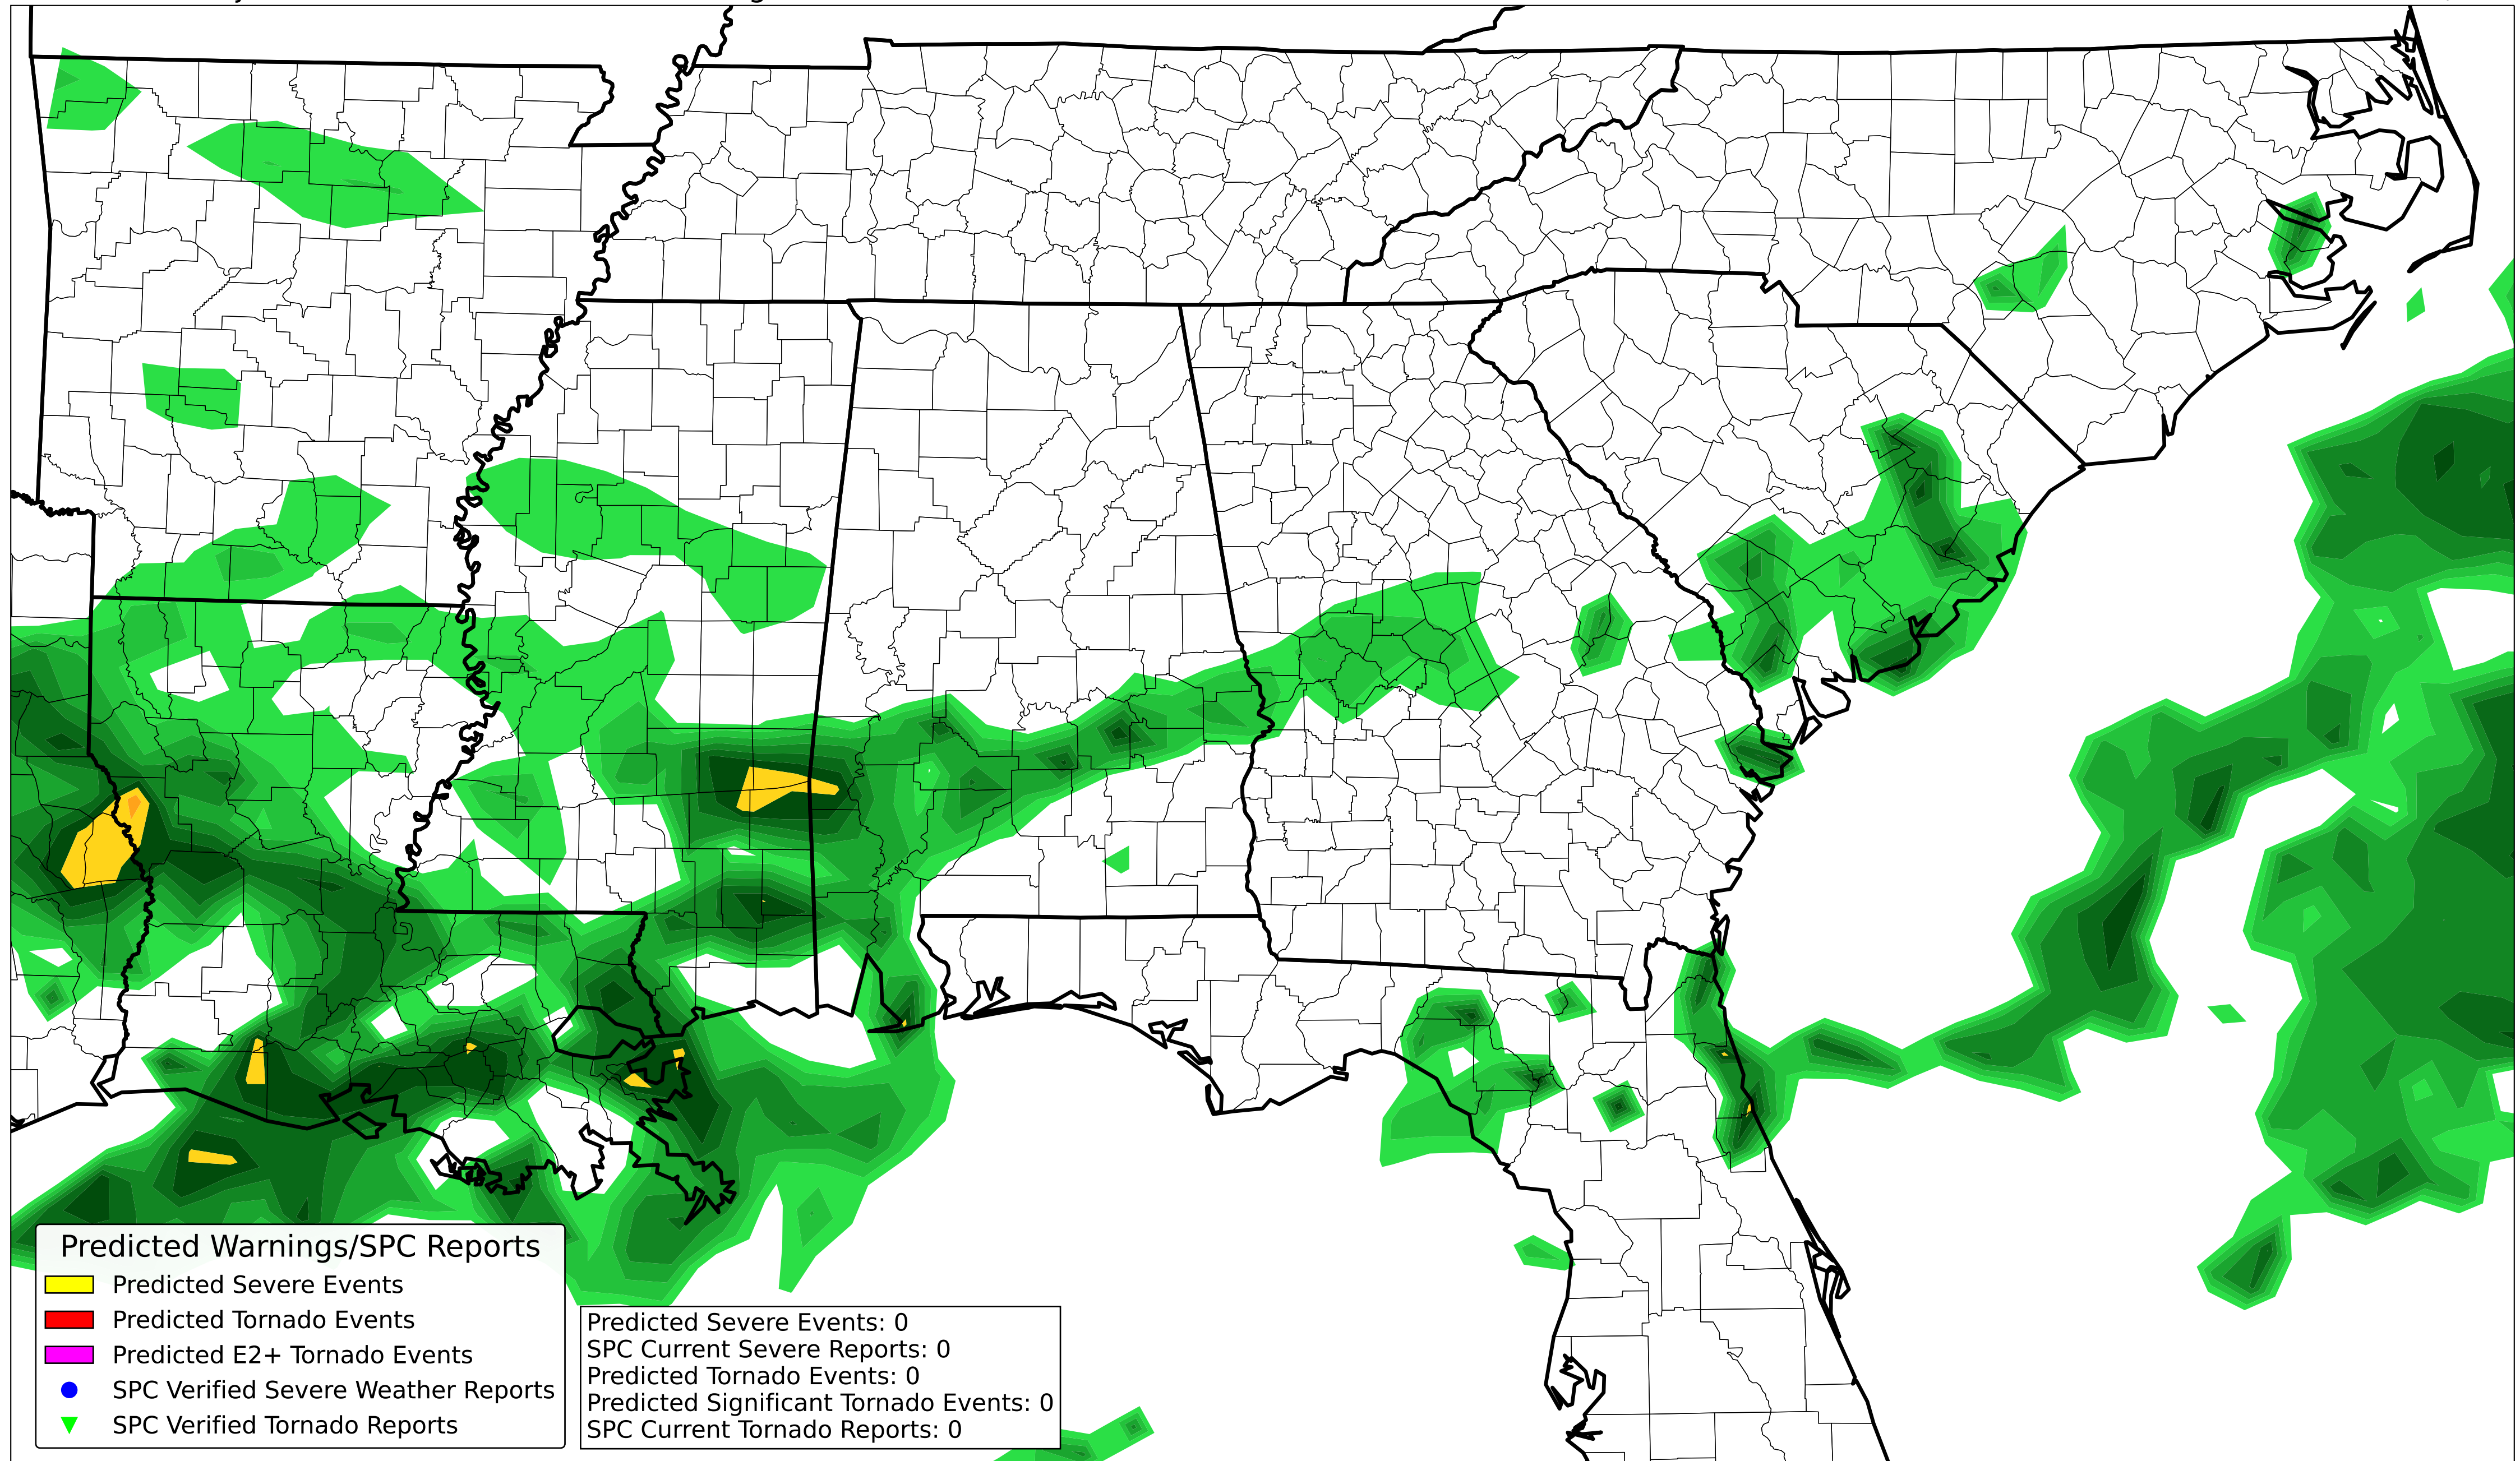 Predicted Warnings/SPC Reports
Predicted Severe Events
Predicted Tornado Events
Predicted E2+ Tornado Events
SPC Verified Severe Weather Reports
SPC Verified Tornado Reports
Predicted Severe Events: 0
SPC Current Severe Reports: 0
Predicted Tornado Events: 0
Predicted Significant Tornado Events: 0
SPC Current Tornado Reports: 0